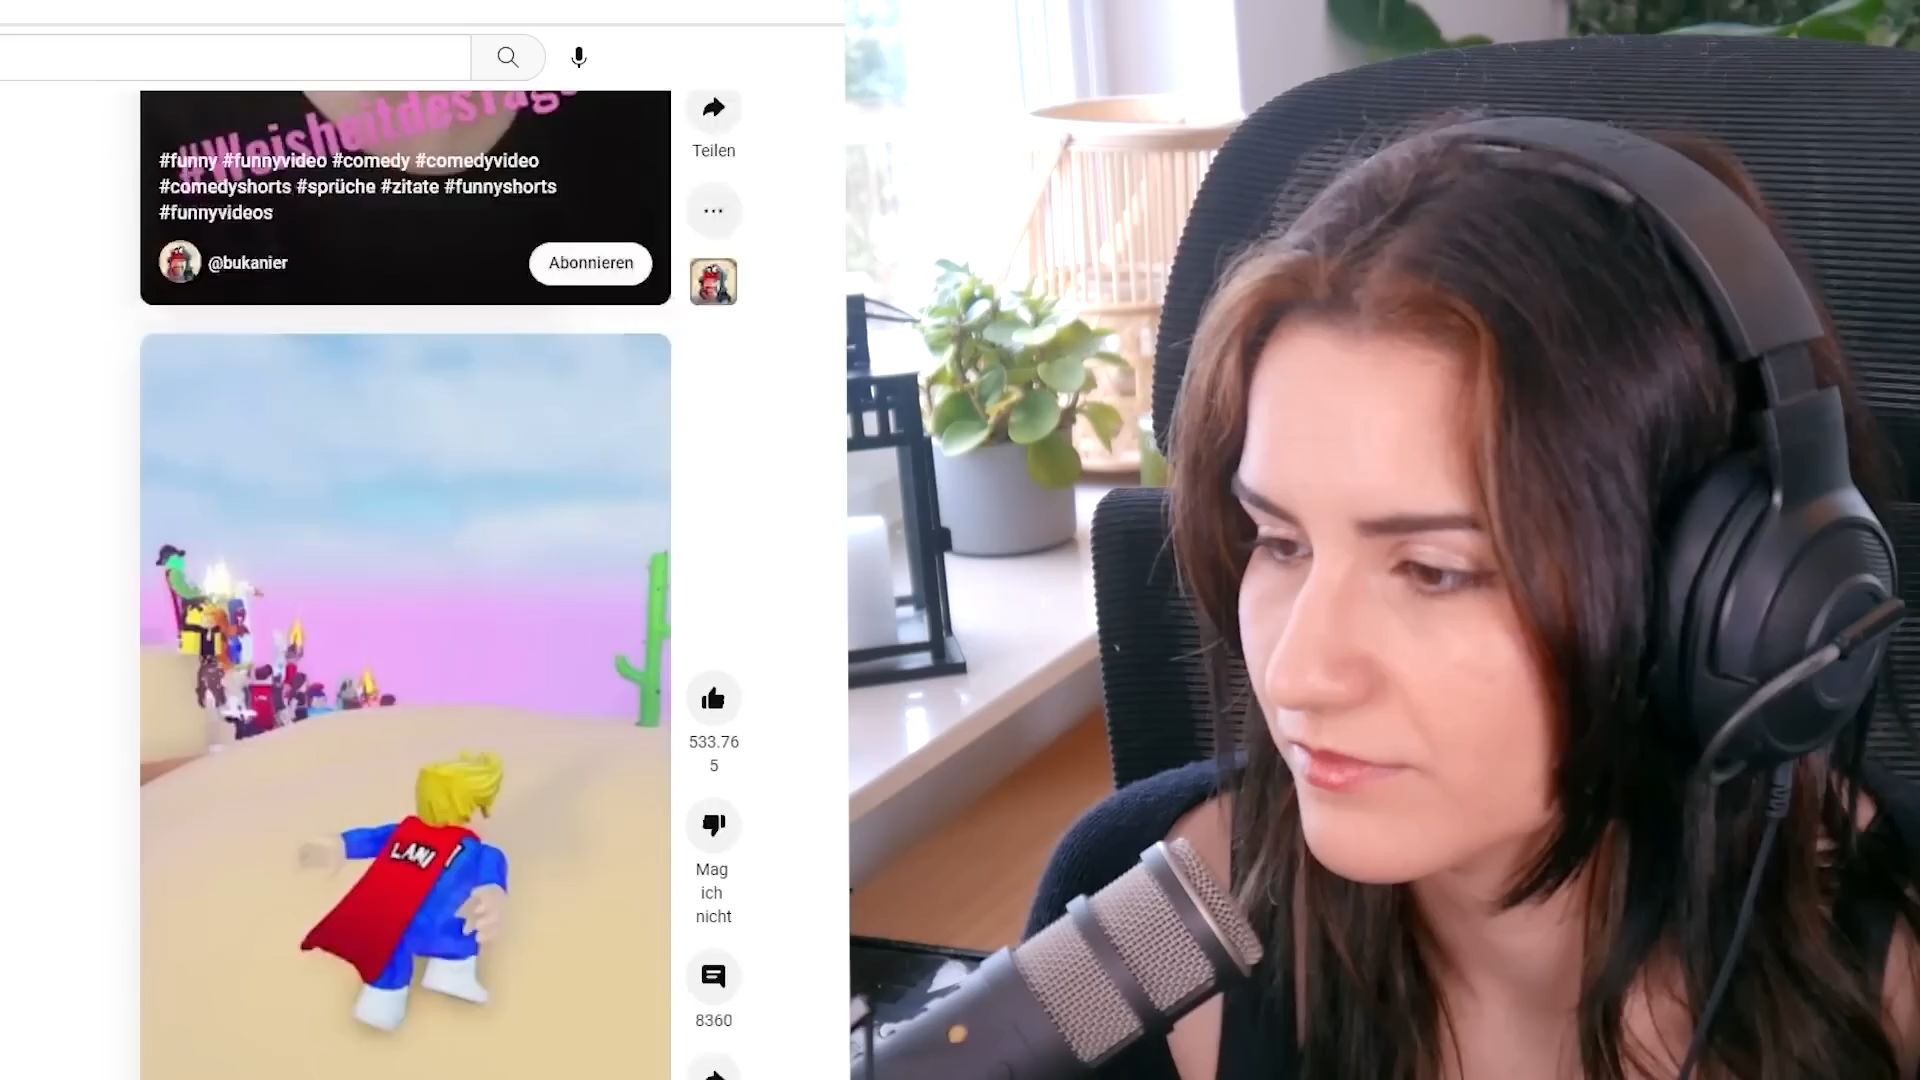 #WeisheitdesTags
Teilen
#funny #funnyvideo #comedy #comedyvideo
#comedyshorts #sprüche #zitate #funnyshorts
#funnyvideos
@bukanier
Abonnieren
533.76
5
LANI
Mag
ich
nicht
8360